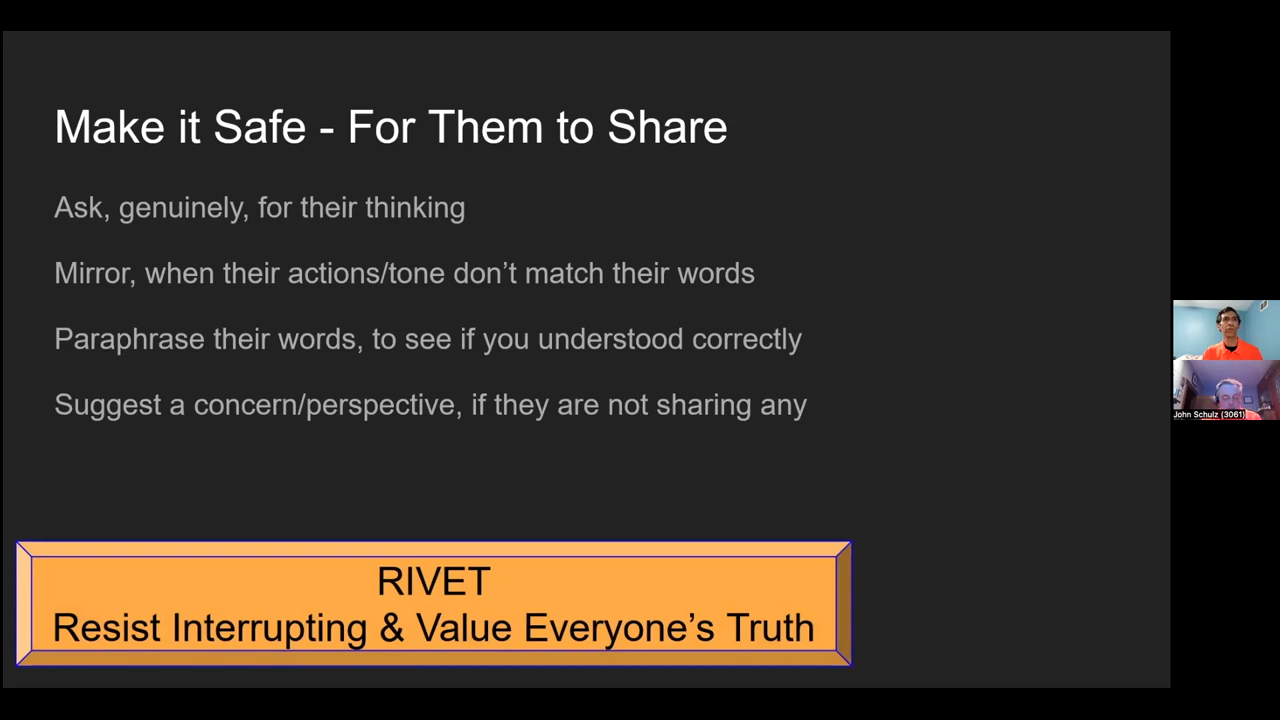 Make it Safe - For Them to Share
Ask, genuinely, for their thinking
Mirror, when their actions/tone don’t match their words
Paraphrase their words, to see if you understood correctly
Suggest a concern/perspective, if they are not sharing any
RIVET
Resist Interrupting & Value Everyone’s Truth
John Schulz (3061)